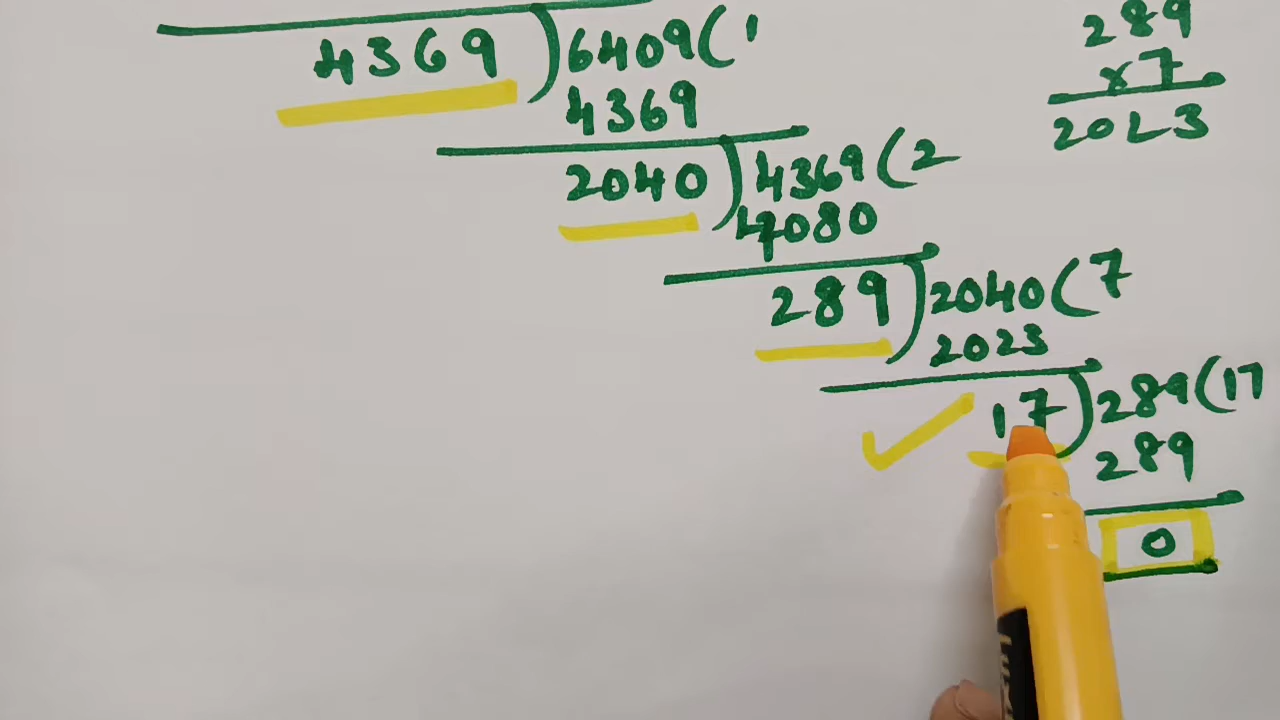 4369 ) 6409 ( 1
4369
2040 ) 4369 ( 2
4080
289 ) 2040 ( 7
2023
17 ) 289 ( 17
289
0
289
x 7
2023